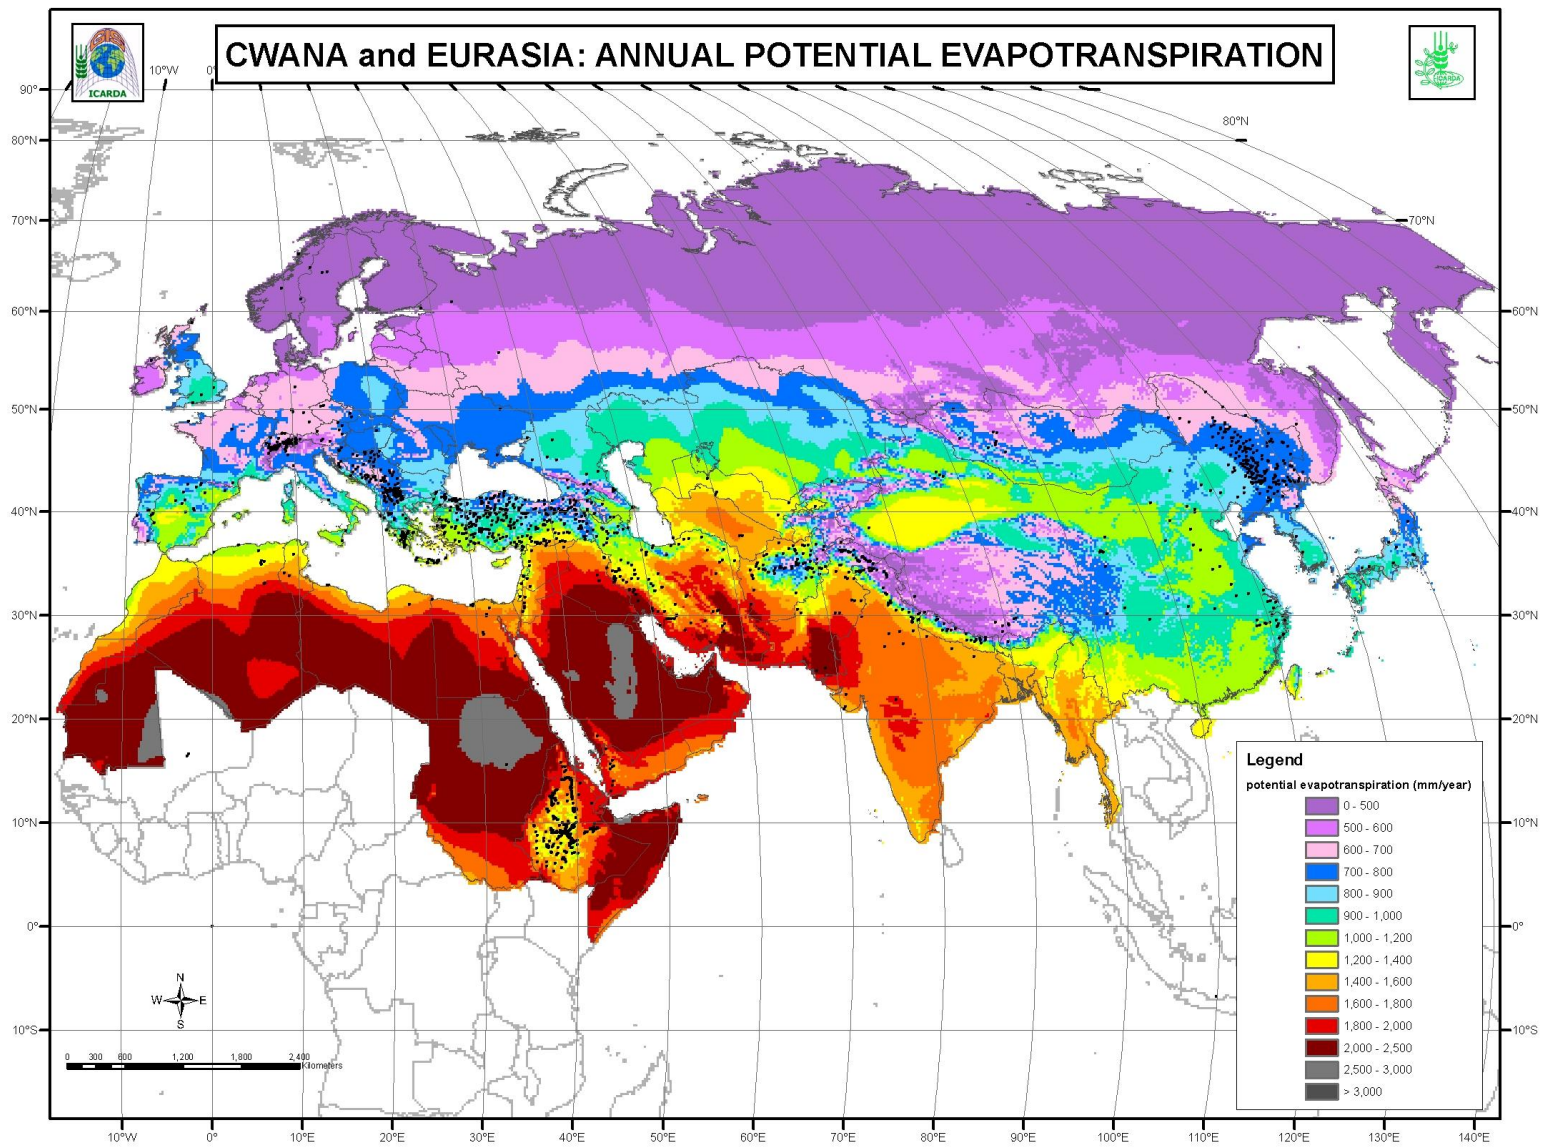 CWANA and EURASIA: ANNUAL POTENTIAL EVAPOTRANSPIRATION
GIS
ICARDA
ICARDA
10°W 0°
90°
80°N 80°N
70°N 70°N
60°N 60°N
50°N 50°N
40°N 40°N
30°N 30°N
20°N 20°N
10°N 10°N
0° 0°
10°S 10°S
Legend
potential evapotranspiration (mm/year)
0 - 500
500 - 600
600 - 700
700 - 800
800 - 900
900 - 1,000
1,000 - 1,200
1,200 - 1,400
1,400 - 1,600
1,600 - 1,800
1,800 - 2,000
2,000 - 2,500
2,500 - 3,000
> 3,000
N
W E
S
0 300 600 1,200 1,800 2,400
Kilometers
10°W 0° 10°E 20°E 30°E 40°E 50°E 60°E 70°E 80°E 90°E 100°E 110°E 120°E 130°E 140°E